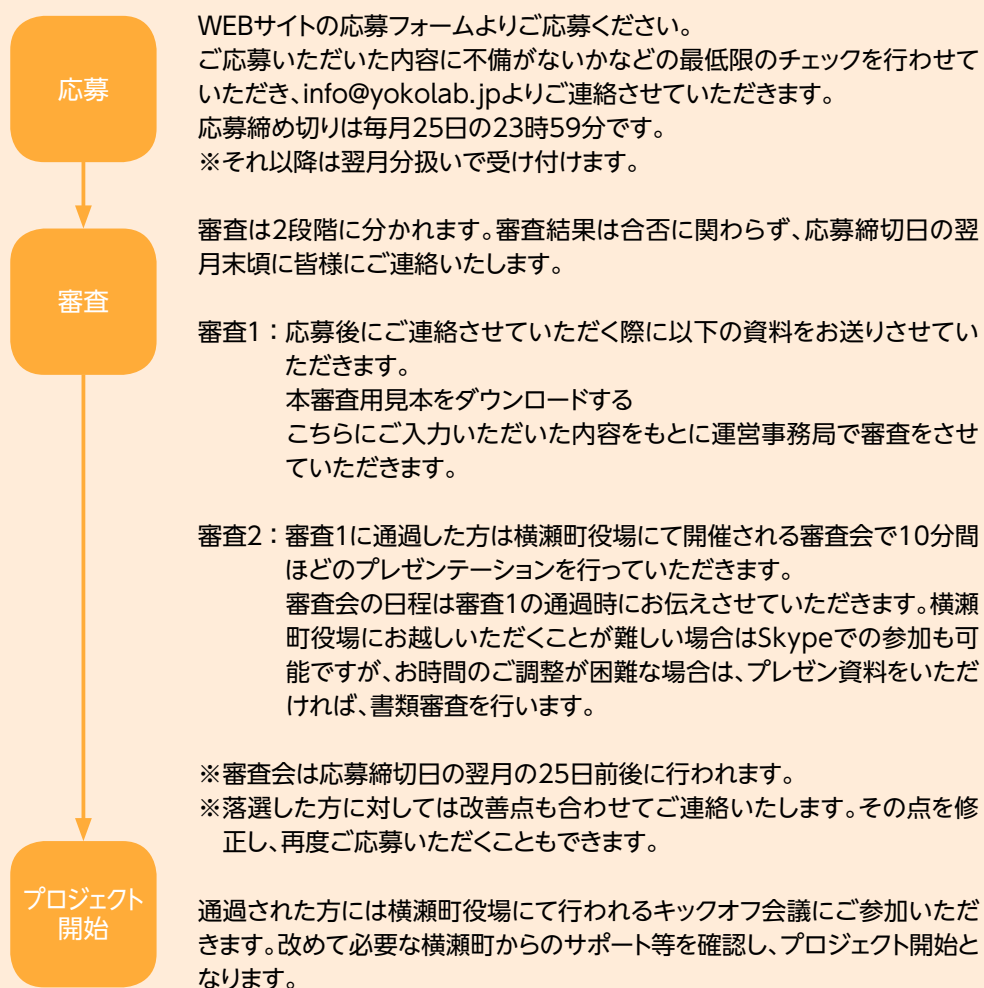 応募
WEBサイトの応募フォームよりご応募ください。
ご応募いただいた内容に不備がないかなどの最低限のチェックを行わせて
いただき、info@yokolab.jpよりご連絡させていただきます。
応募締め切りは毎月25日の23時59分です。
※それ以降は翌月分扱いで受け付けます。
審査
審査は2段階に分かれます。審査結果は合否に関わらず、応募締切日の翌
月末頃に皆様にご連絡いたします。
審査1：応募後にご連絡させていただく際に以下の資料をお送りさせてい
ただきます。
本審査用見本をダウンロードする
こちらにご入力いただいた内容をもとに運営事務局で審査をさせ
ていただきます。
審査2：審査1に通過した方は横瀬町役場にて開催される審査会で10分間
ほどのプレゼンテーションを行っていただきます。
審査会の日程は審査1の通過時にお伝えさせていただきます。横瀬
町役場にお越しいただくことが難しい場合はSkypeでの参加も可
能ですが、お時間のご調整が困難な場合は、プレゼン資料をいただ
ければ、書類審査を行います。
※審査会は応募締切日の翌月の25日前後に行われます。
※落選した方に対しては改善点も合わせてご連絡いたします。その点を修
正し、再度ご応募いただくこともできます。
プロジェクト
開始
通過された方には横瀬町役場にて行われるキックオフ会議にご参加いただ
きます。改めて必要な横瀬町からのサポート等を確認し、プロジェクト開始と
なります。